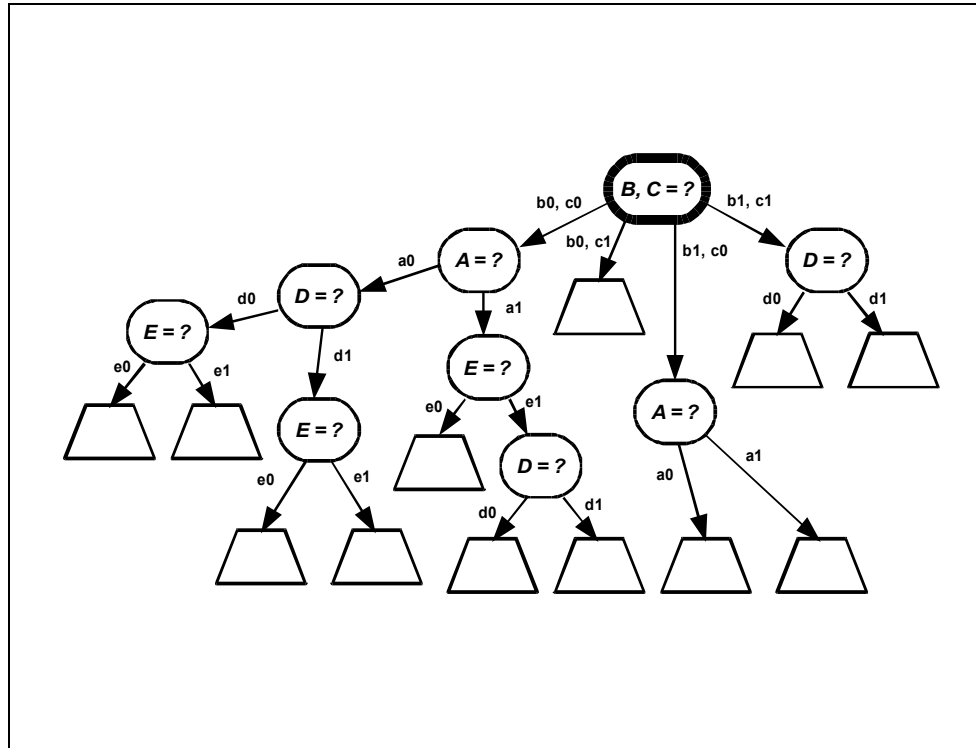 B, C = ?
b0, c0
b1, c1
b0, c1
b1, c0
A = ?
D = ?
a0
D = ?
d0
a1
d0
d1
E = ?
d1
e0
e1
E = ?
e0
e1
A = ?
E = ?
D = ?
a0
a1
e0
e1
d0
d1